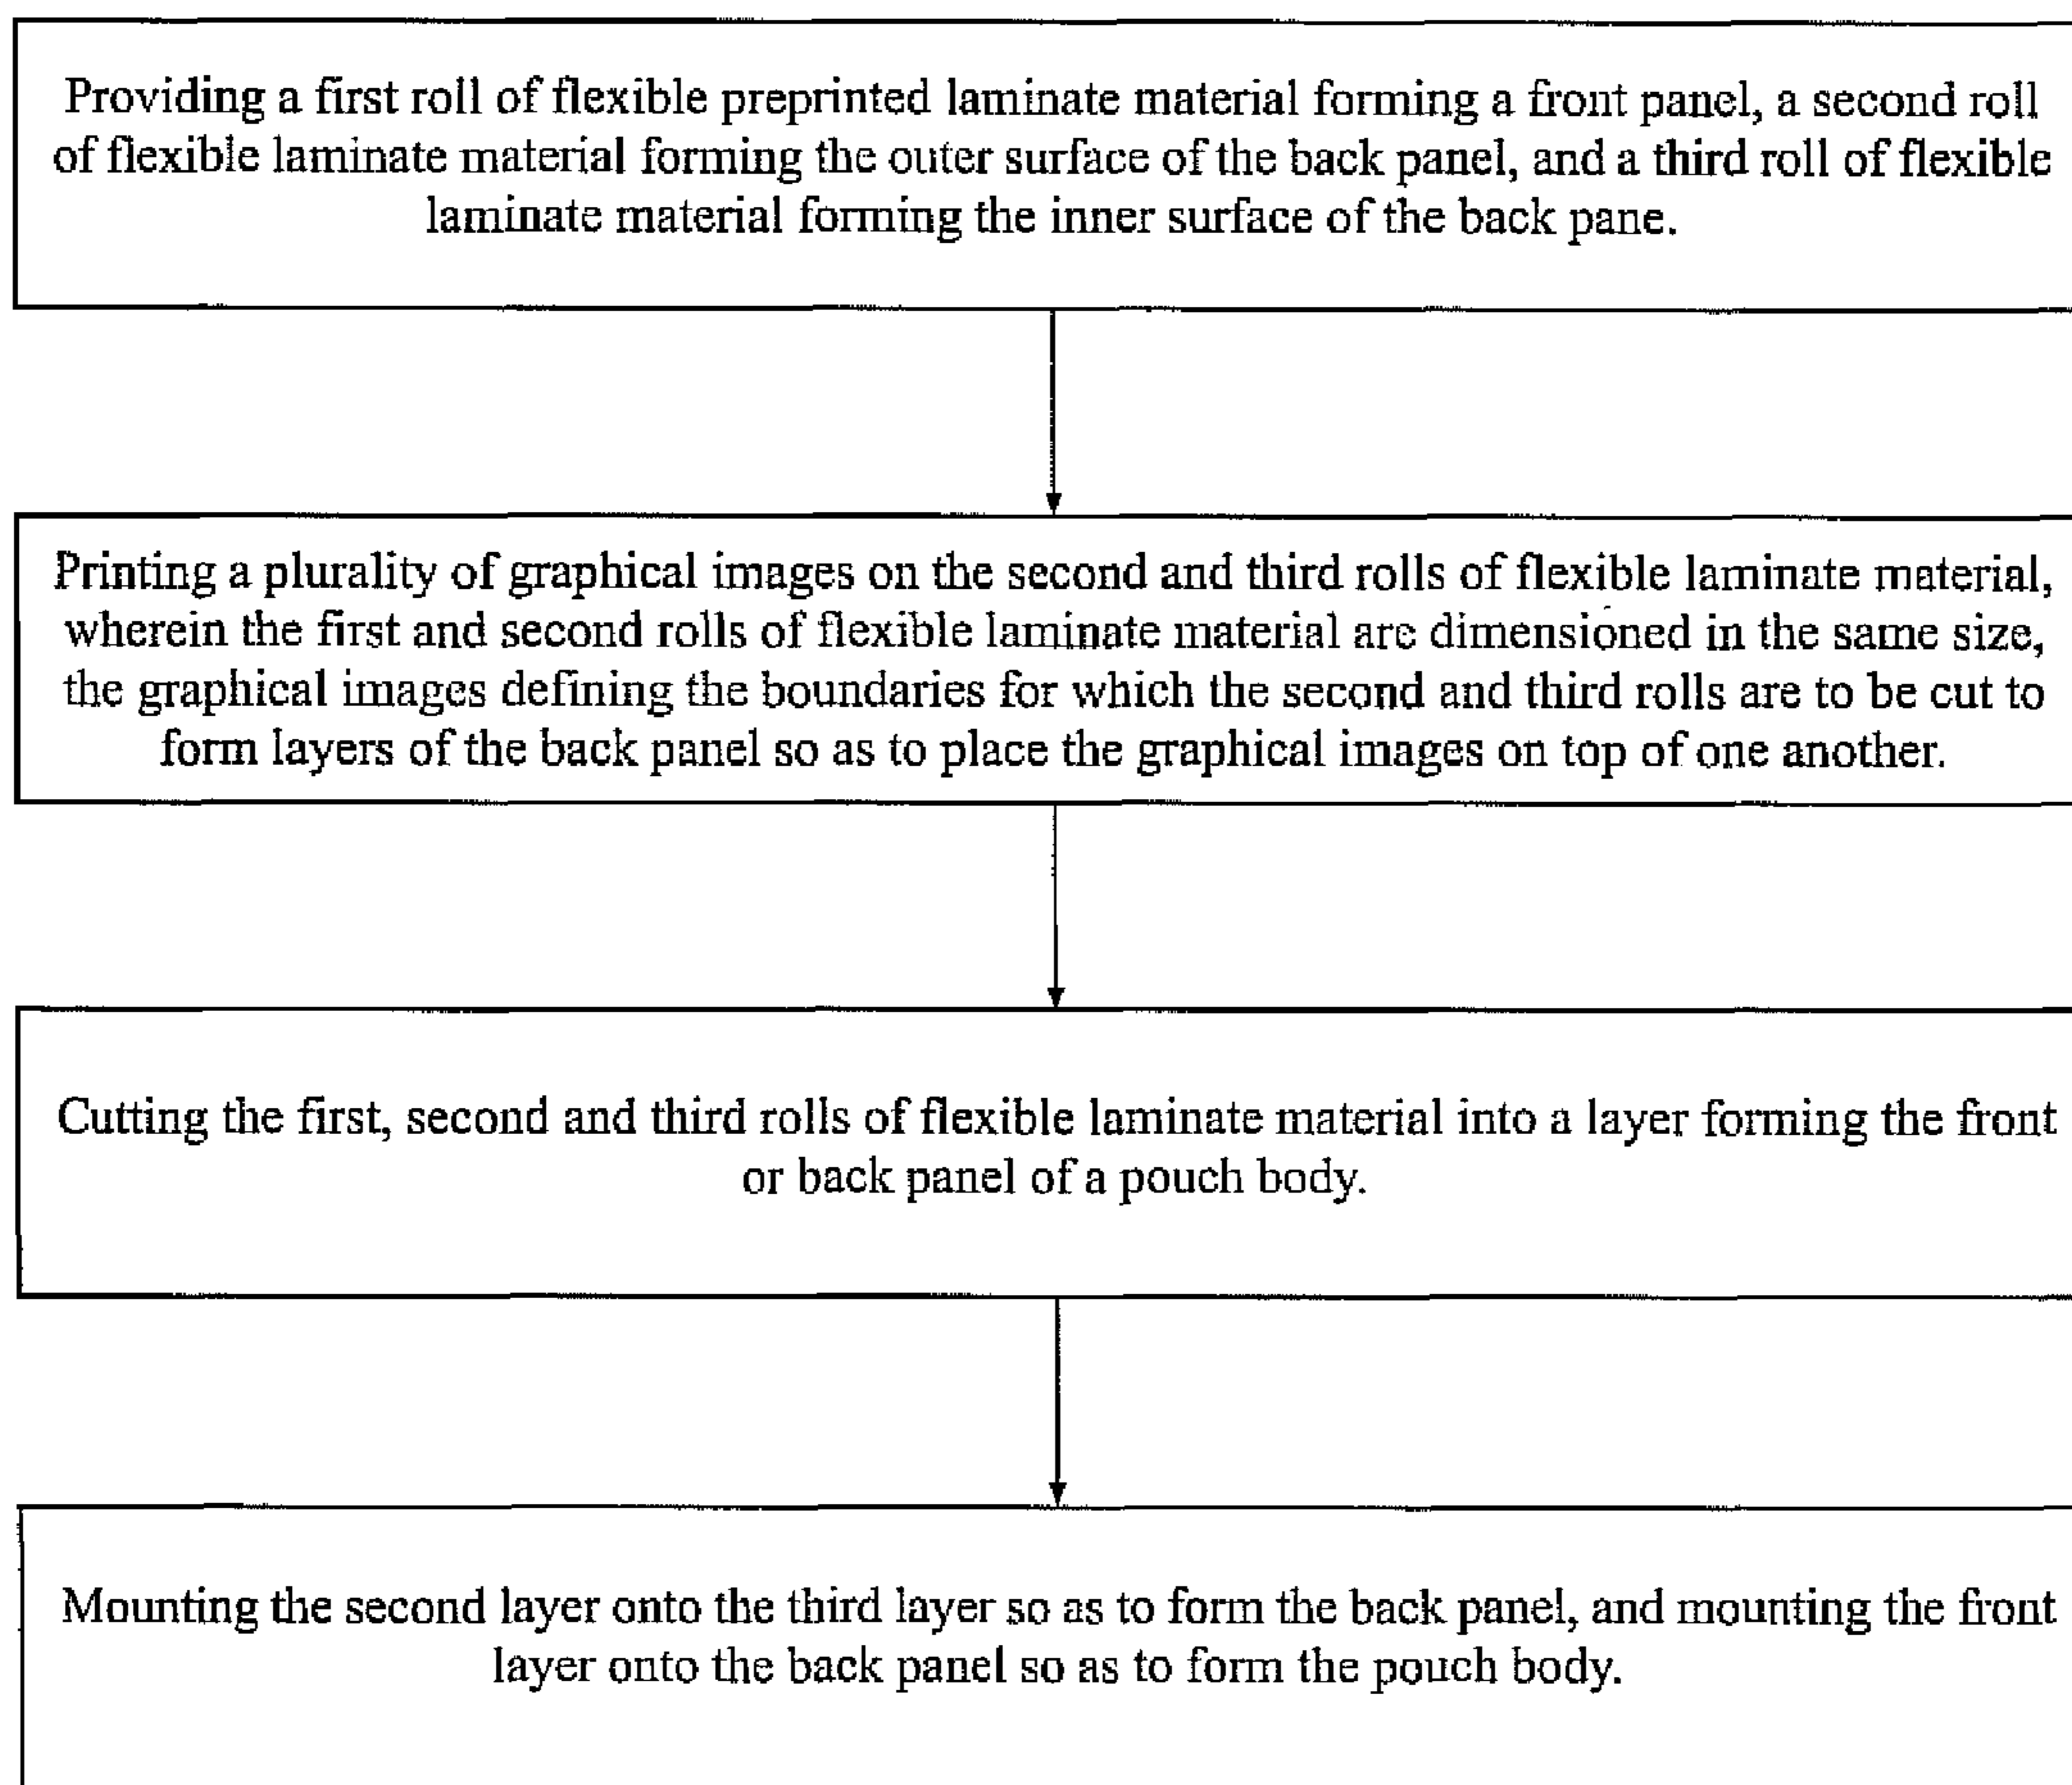 Providing a first roll of flexible preprinted laminate material forming a front panel, a second roll
of flexible laminate material forming the outer surface of the back panel, and a third roll of flexible
laminate material forming the inner surface of the back pane.
Printing a plurality of graphical images on the second and third rolls of flexible laminate material,
wherein the first and second rolls of flexible laminate material are dimensioned in the same size,
the graphical images defining the boundaries for which the second and third rolls are to be cut to
form layers of the back panel so as to place the graphical images on top of one another.
Cutting the first, second and third rolls of flexible laminate material into a layer forming the front
or back panel of a pouch body.
Mounting the second layer onto the third layer so as to form the back panel, and mounting the front
layer onto the back panel so as to form the pouch body.